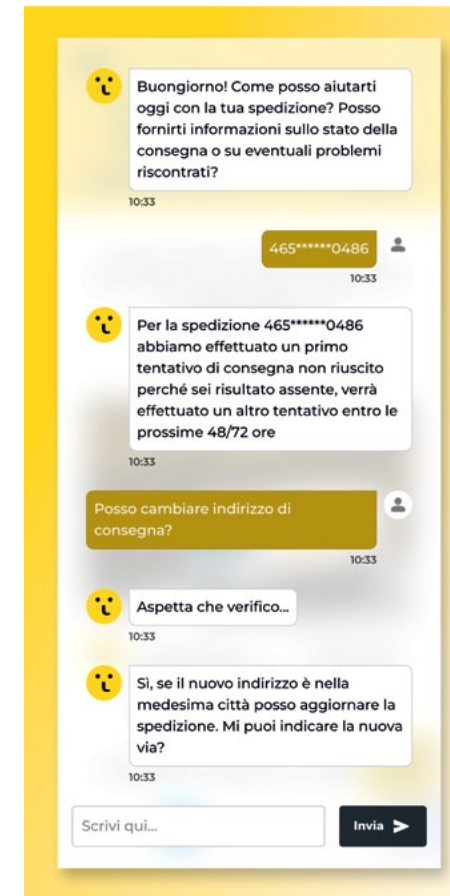 Buongiorno! Come posso aiutarti
oggi con la tua spedizione? Posso
fornirti informazioni sullo stato della
consegna o su eventuali problemi
riscontrati?
10:33
465******0486
10:33
Per la spedizione 465******0486
abbiamo effettuato un primo
tentativo di consegna non riuscito
perché sei risultato assente, verrà
effettuato un altro tentativo entro le
prossime 48/72 ore
10:33
Posso cambiare indirizzo di
consegna?
10:33
Aspetta che verifico...
10:33
Sì, se il nuovo indirizzo è nella
medesima città posso aggiornare la
spedizione. Mi puoi indicare la nuova
via?
10:33
Scrivi qui...
Invia